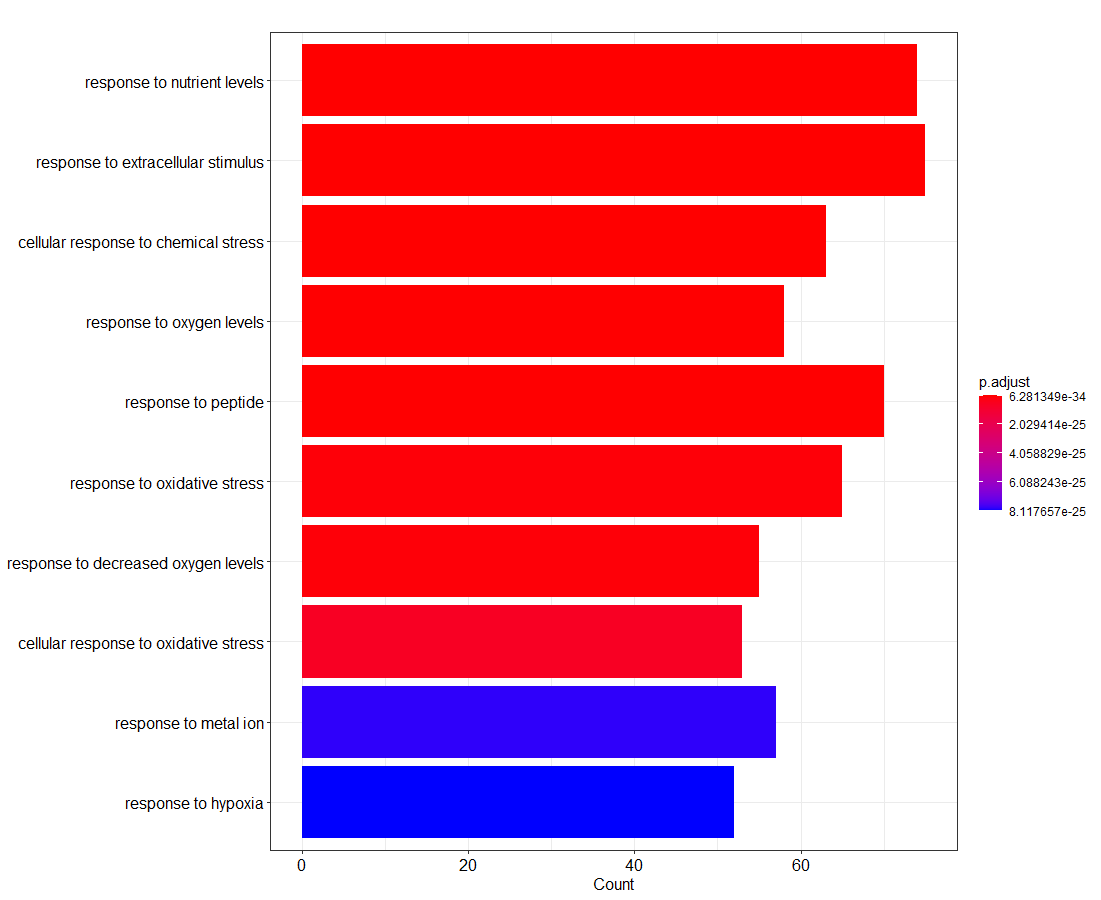 response to nutrient levels
response to extracellular stimulus
cellular response to chemical stress
response to oxygen levels
response to peptide
response to oxidative stress
response to decreased oxygen levels
cellular response to oxidative stress
response to metal ion
response to hypoxia
0 20 40 60
Count
p.adjust
6.281349e-34
2.029414e-25
4.058829e-25
6.088243e-25
8.117657e-25